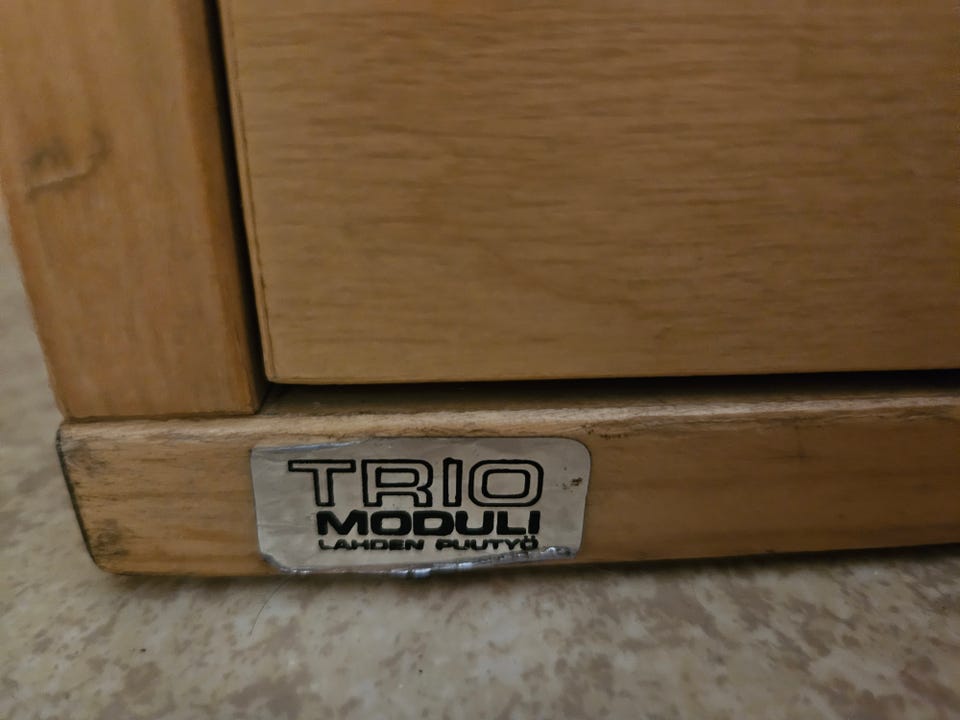 TRIO
MODULI
LAHDEN PUUTYÖ